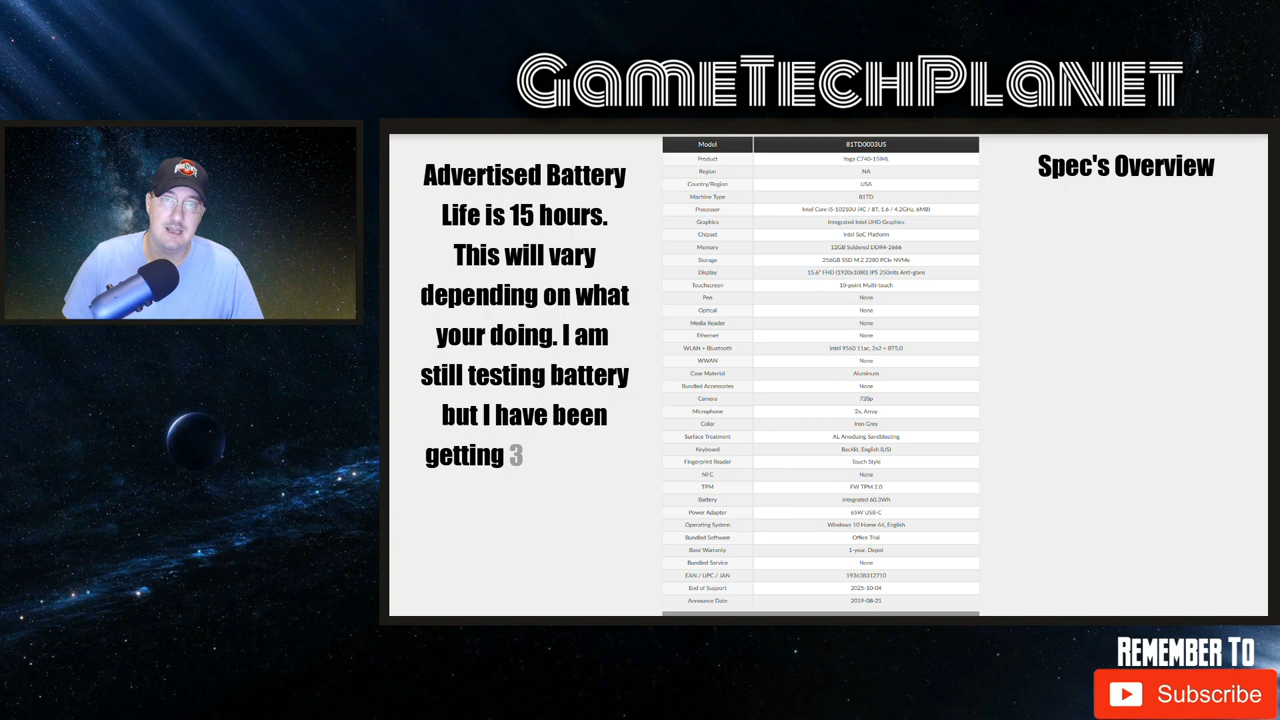 GameTechPlanet
Advertised Battery
Life is 15 hours.
This will vary
depending on what
your doing. I am
still testing battery
but I have been
getting 3
Model 81TD0003US
Product Yoga C740-15IML
Region NA
Country/Region USA
Machine Type 81TD
Processor Intel Core i5-10210U (4C / 8T, 1.6 / 4.2GHz, 6MB)
Graphics Integrated Intel UHD Graphics
Chipset Intel SoC Platform
Memory 12GB Soldered DDR4-2666
Storage 256GB SSD M.2 2280 PCIe NVMe
Display 15.6" FHD (1920x1080) IPS 250nits Anti-glare
Touchscreen 10-point Multi-touch
Pen None
Optical None
Media Reader None
Ethernet None
WLAN + Bluetooth Intel 9560 11ac, 2x2 + BT5.0
WWAN None
Case Material Aluminum
Bundled Accessories None
Camera 720p
Microphone 2x, Array
Color Iron Grey
Surface Treatment AL Anodizing Sandblasting
Keyboard Backlit, English (US)
Fingerprint Reader Touch Style
NFC None
TPM FW TPM 2.0
Battery Integrated 60.3Wh
Power Adapter 65W USB-C
Operating System Windows 10 Home 64, English
Bundled Software Office Trial
Base Warranty 1-year, Depot
Bundled Service None
EAN / UPC / JAN 193638312710
End of Support 2025-10-04
Announce Date 2019-08-21
Spec's Overview
Remember To
Subscribe